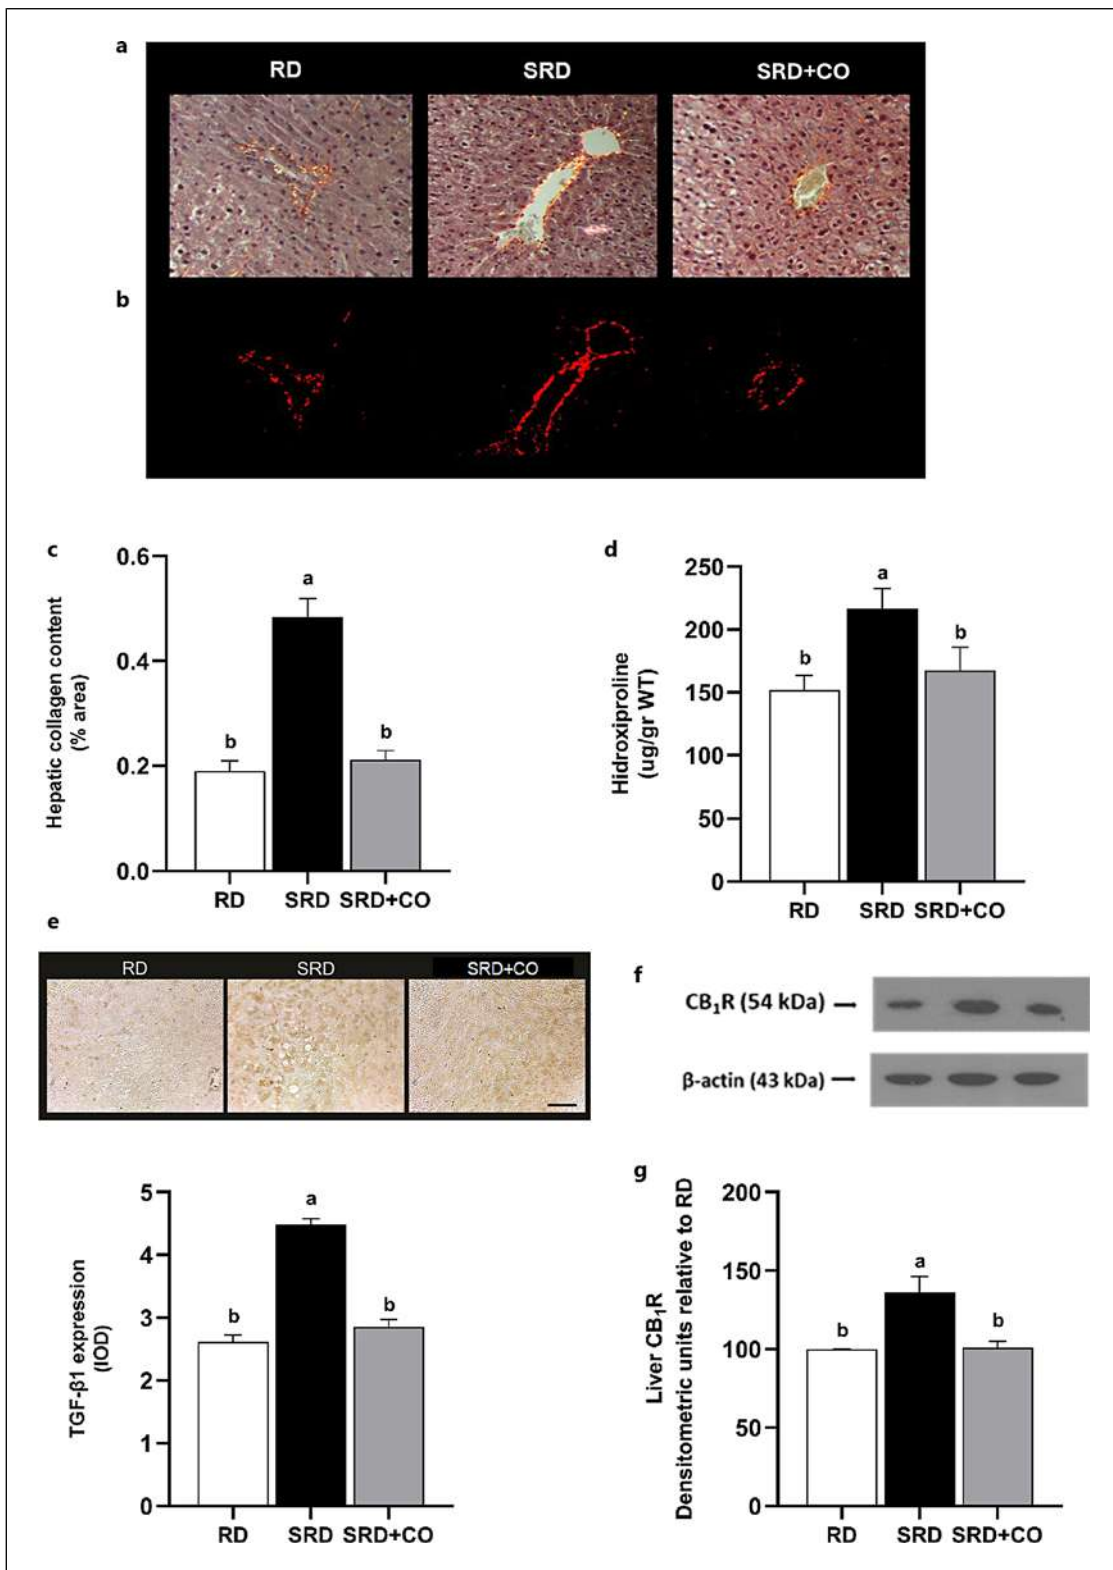 a
RD SRD SRD+CO
b
c
Hepatic collagen content
(% area)
0.6
0.4
0.2
0.0
a
b
b
RD SRD SRD+CO
d
Hidroxiproline
(ug/gr WT)
250
200
150
100
50
0
a
b
b
RD SRD SRD+CO
e
RD SRD SRD+CO
TGF-β1 expression
(IOD)
5
4
3
2
1
0
a
b
b
RD SRD SRD+CO
f
CB₁R (54 kDa)
β-actin (43 kDa)
g
Liver CB₁R
Densitometric units relative to RD
200
150
100
50
0
a
b
b
RD SRD SRD+CO